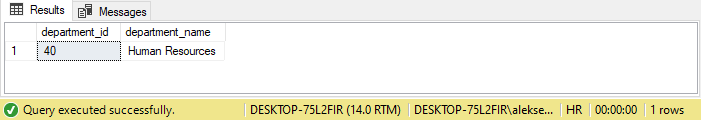 Results Messages
department_id department_name
1 40 Human Resources
Query executed successfully. DESKTOP-75L2FIR (14.0 RTM) DESKTOP-75L2FIR\alekse... HR 00:00:00 1 rows